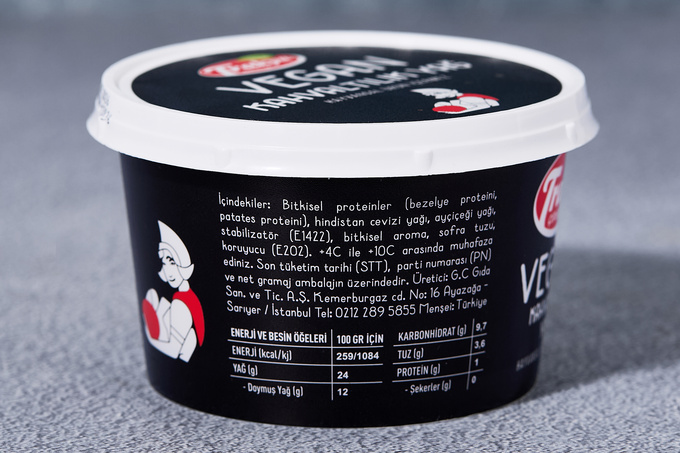 VEGAN
İçindekiler: Bitkisel proteinler (bezelye proteini,
patates proteini), hindistan cevizi yağı, ayçiçeği yağı,
stabilizatör (E1422), bitkisel aroma, sofra tuzu,
koruyucu (E202). +4C ile +10C arasında muhafaza
ediniz. Son tüketim tarihi (STT), parti numarası (PN)
ve net gramaj ambalajın üzerindedir. Üretici: G.C Gıda
San. ve Tic. A.Ş. Kemerburgaz cd. No: 16 Ayazağa -
Sarıyer / İstanbul Tel: 0212 289 5855 Menşei: Türkiye
ENERJİ VE BESİN ÖĞELERİ 100 GR İÇİN
ENERJİ (kcal/kj) 259/1084
YAĞ (g) 24
- Doymuş Yağ (g) 12
KARBONHİDRAT (g) 9,7
TUZ (g) 3,6
PROTEİN (g) 1
- Şekerler (g) 0